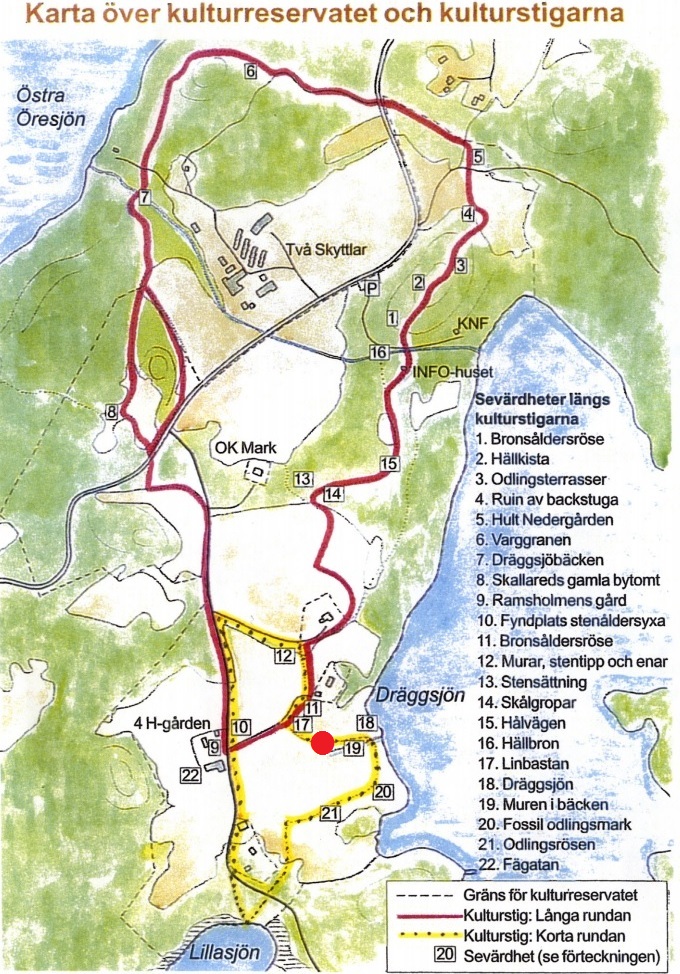 Karta över kulturreservatet och kulturstigarna
Östra
Öresjön
6
5
7
4
Två Skyttlar
3
P
2
1
KNF
16
INFO-huset
8
OK Mark
15
13
14
12
Dräggsjön
11
4 H-gården
10
17
18
9
19
22
20
21
Lillasjön
Sevärdheter längs
kulturstigarna
1. Bronsåldersröse
2. Hällkista
3. Odlingsterrasser
4. Ruin av backstuga
5. Hult Nedergården
6. Varggranen
7. Dräggsjöbäcken
8. Skallareds gamla bytomt
9. Ramsholmens gård
10. Fyndplats stenåldersyxa
11. Bronsåldersröse
12. Murar, stentipp och enar
13. Stensättning
14. Skålgropar
15. Hålvägen
16. Hällbron
17. Linbastan
18. Dräggsjön
19. Muren i bäcken
20. Fossil odlingsmark
21. Odlingsrösen
22. Fägatan
Gräns för kulturreservatet
Kulturstig: Långa rundan
Kulturstig: Korta rundan
20 Sevärdhet (se förteckningen)